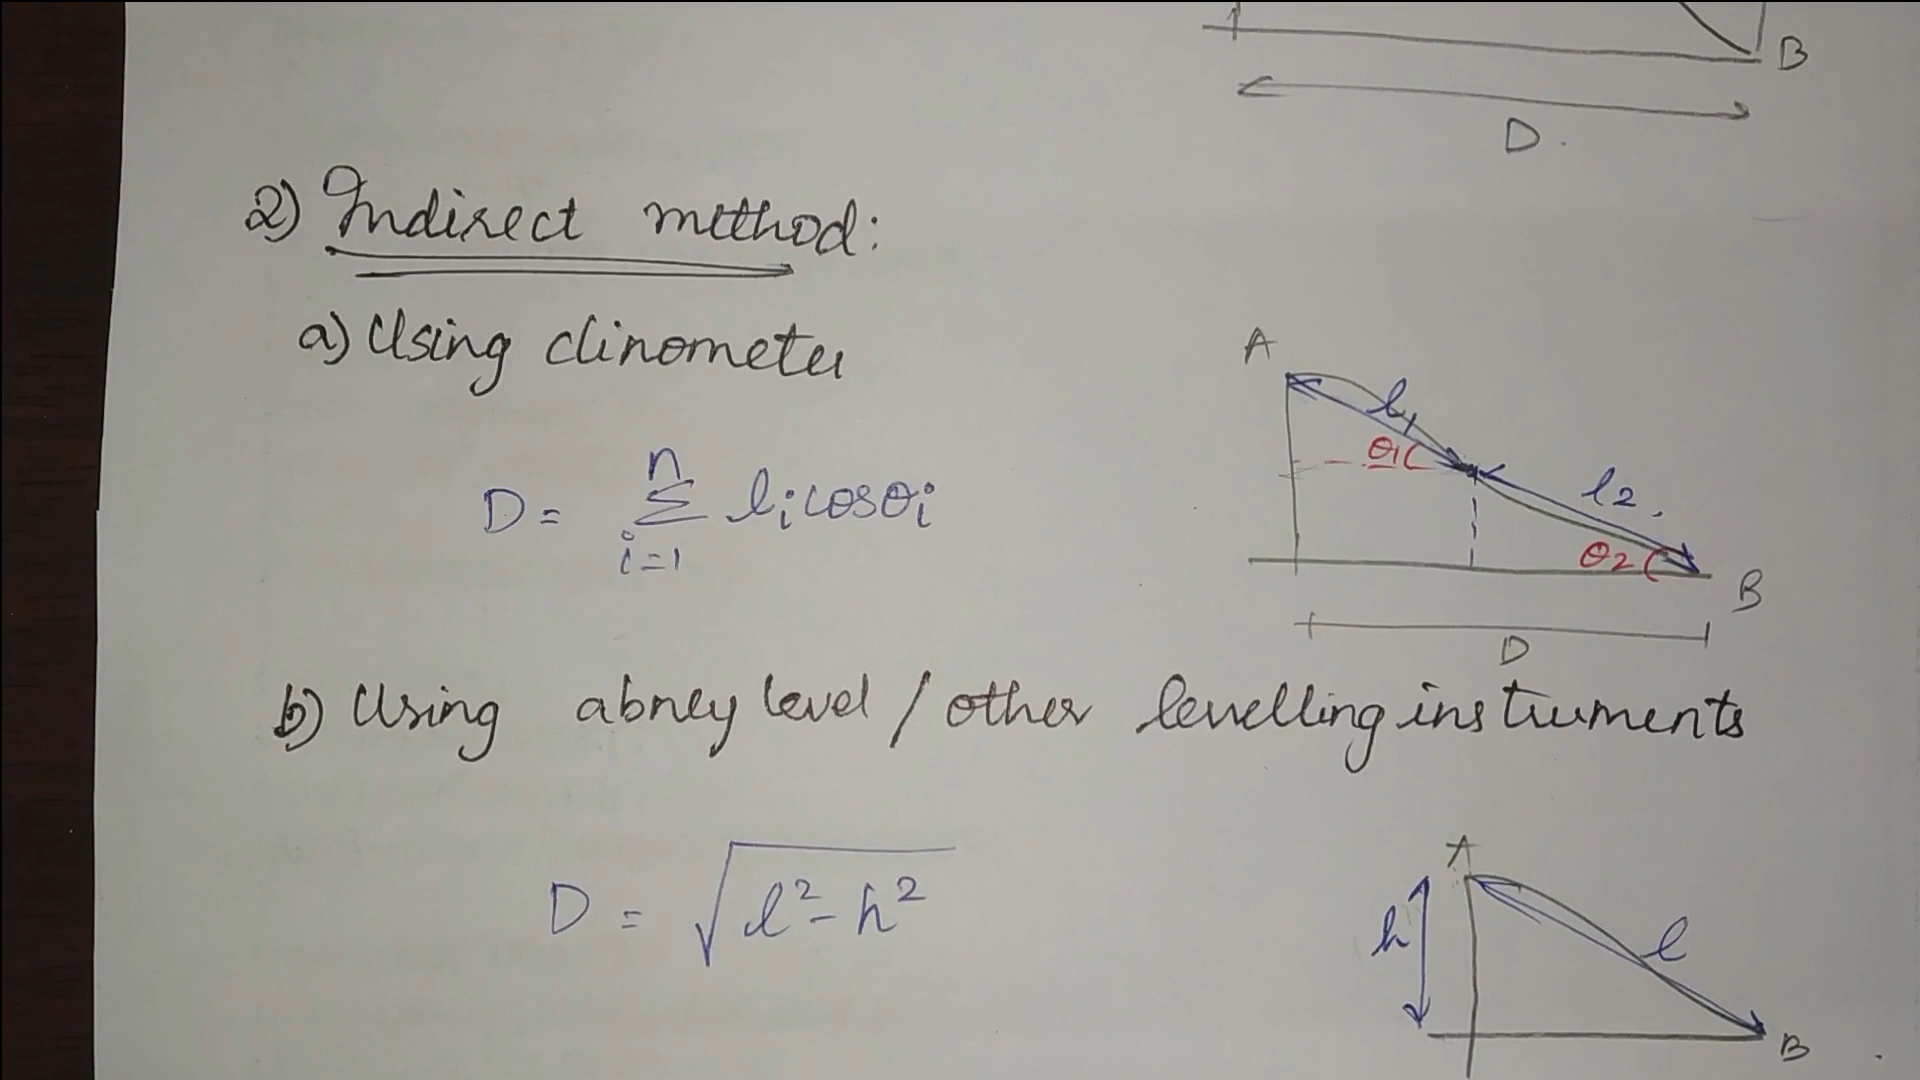 B
D.
2) Indirect method:
a) Using clinometer
A
l1
θ1
l2.
θ2
B
D
D = n Σ i=1 li cosθi
b) Using abney level / other levelling instruments
D = √l²-h²
A
h
l
B